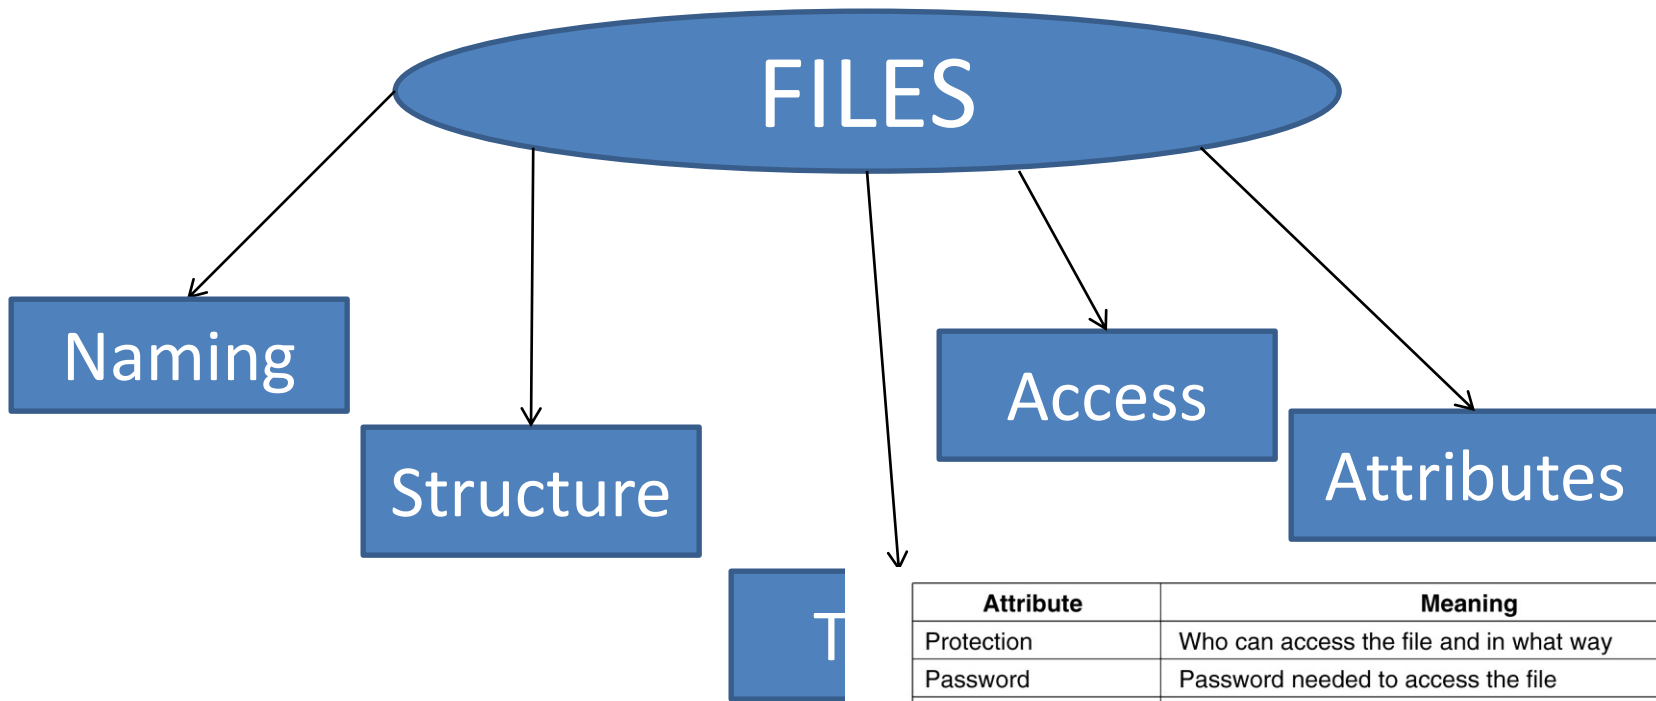 FILES
Naming
Access
Structure
Attributes
T
Attribute Meaning
Protection Who can access the file and in what way
Password Password needed to access the file